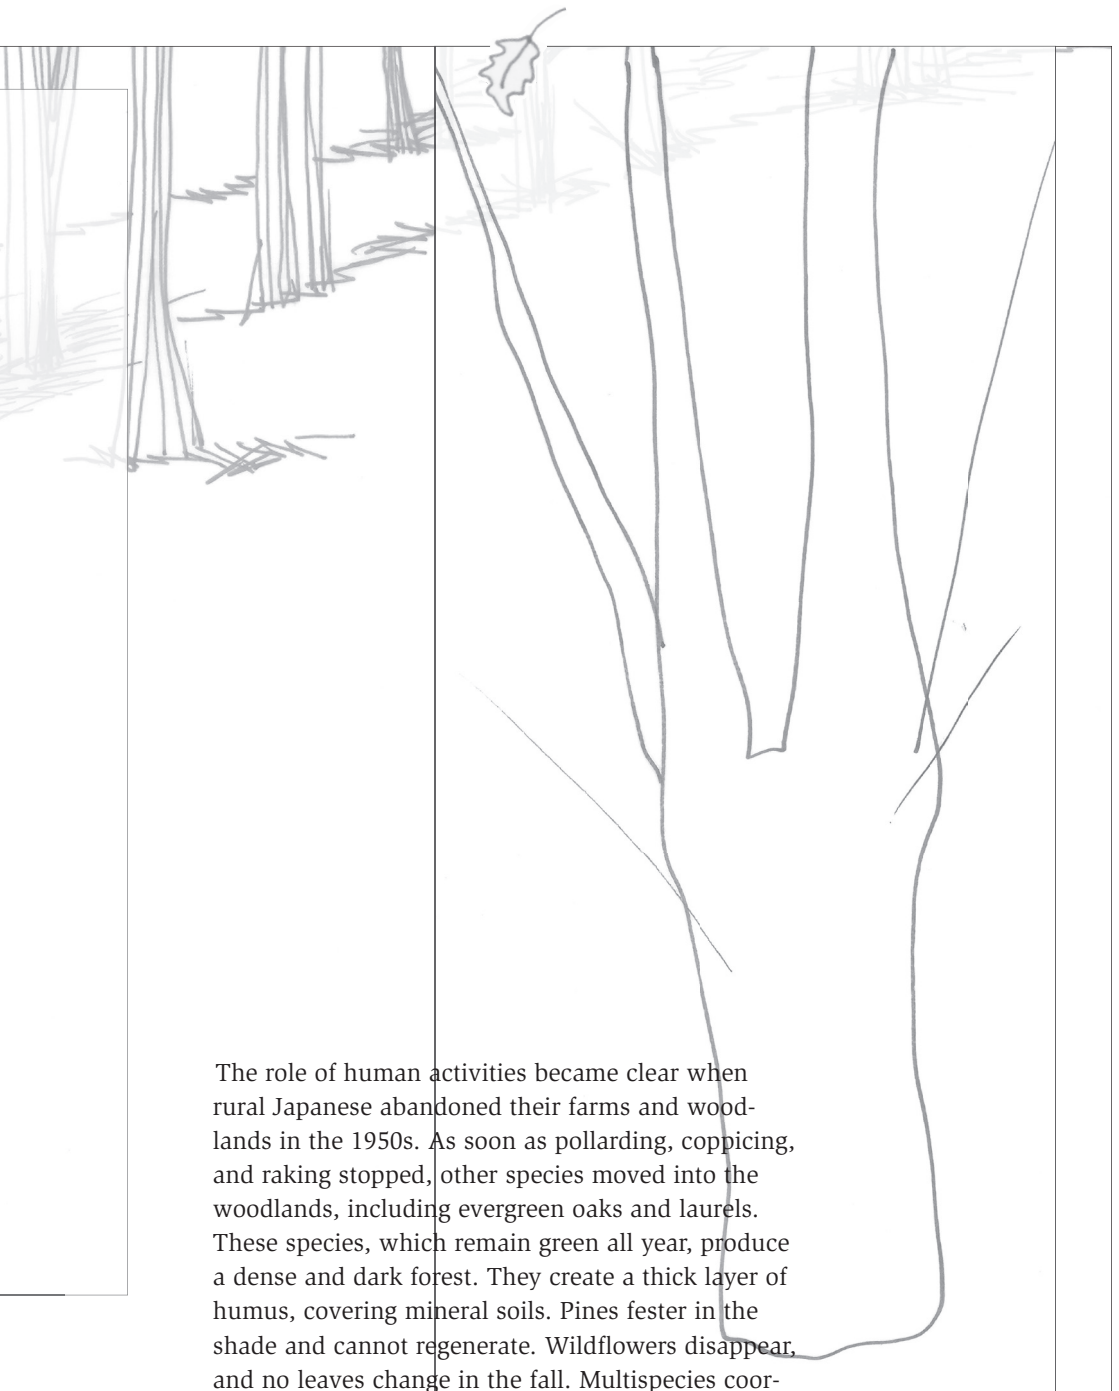 The role of human activities became clear when
rural Japanese abandoned their farms and wood-
lands in the 1950s. As soon as pollarding, coppicing,
and raking stopped, other species moved into the
woodlands, including evergreen oaks and laurels.
These species, which remain green all year, produce
a dense and dark forest. They create a thick layer of
humus, covering mineral soils. Pines fester in the
shade and cannot regenerate. Wildflowers disappear,
and no leaves change in the fall. Multispecies coor-